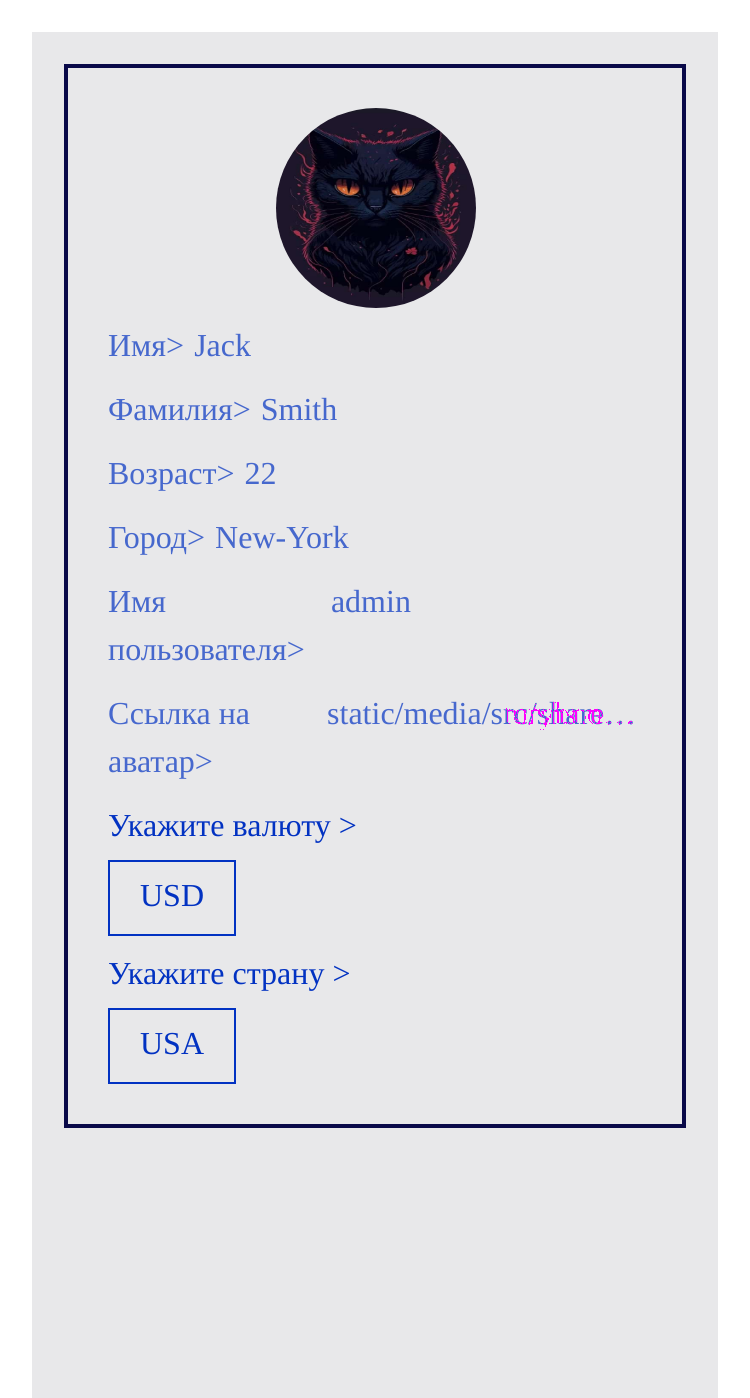 Имя> Jack
Фамилия> Smith
Возраст> 22
Город> New-York
Имя пользователя> admin
Ссылка на аватар> static/media/src/share…
Укажите валюту >
USD
Укажите страну >
USA